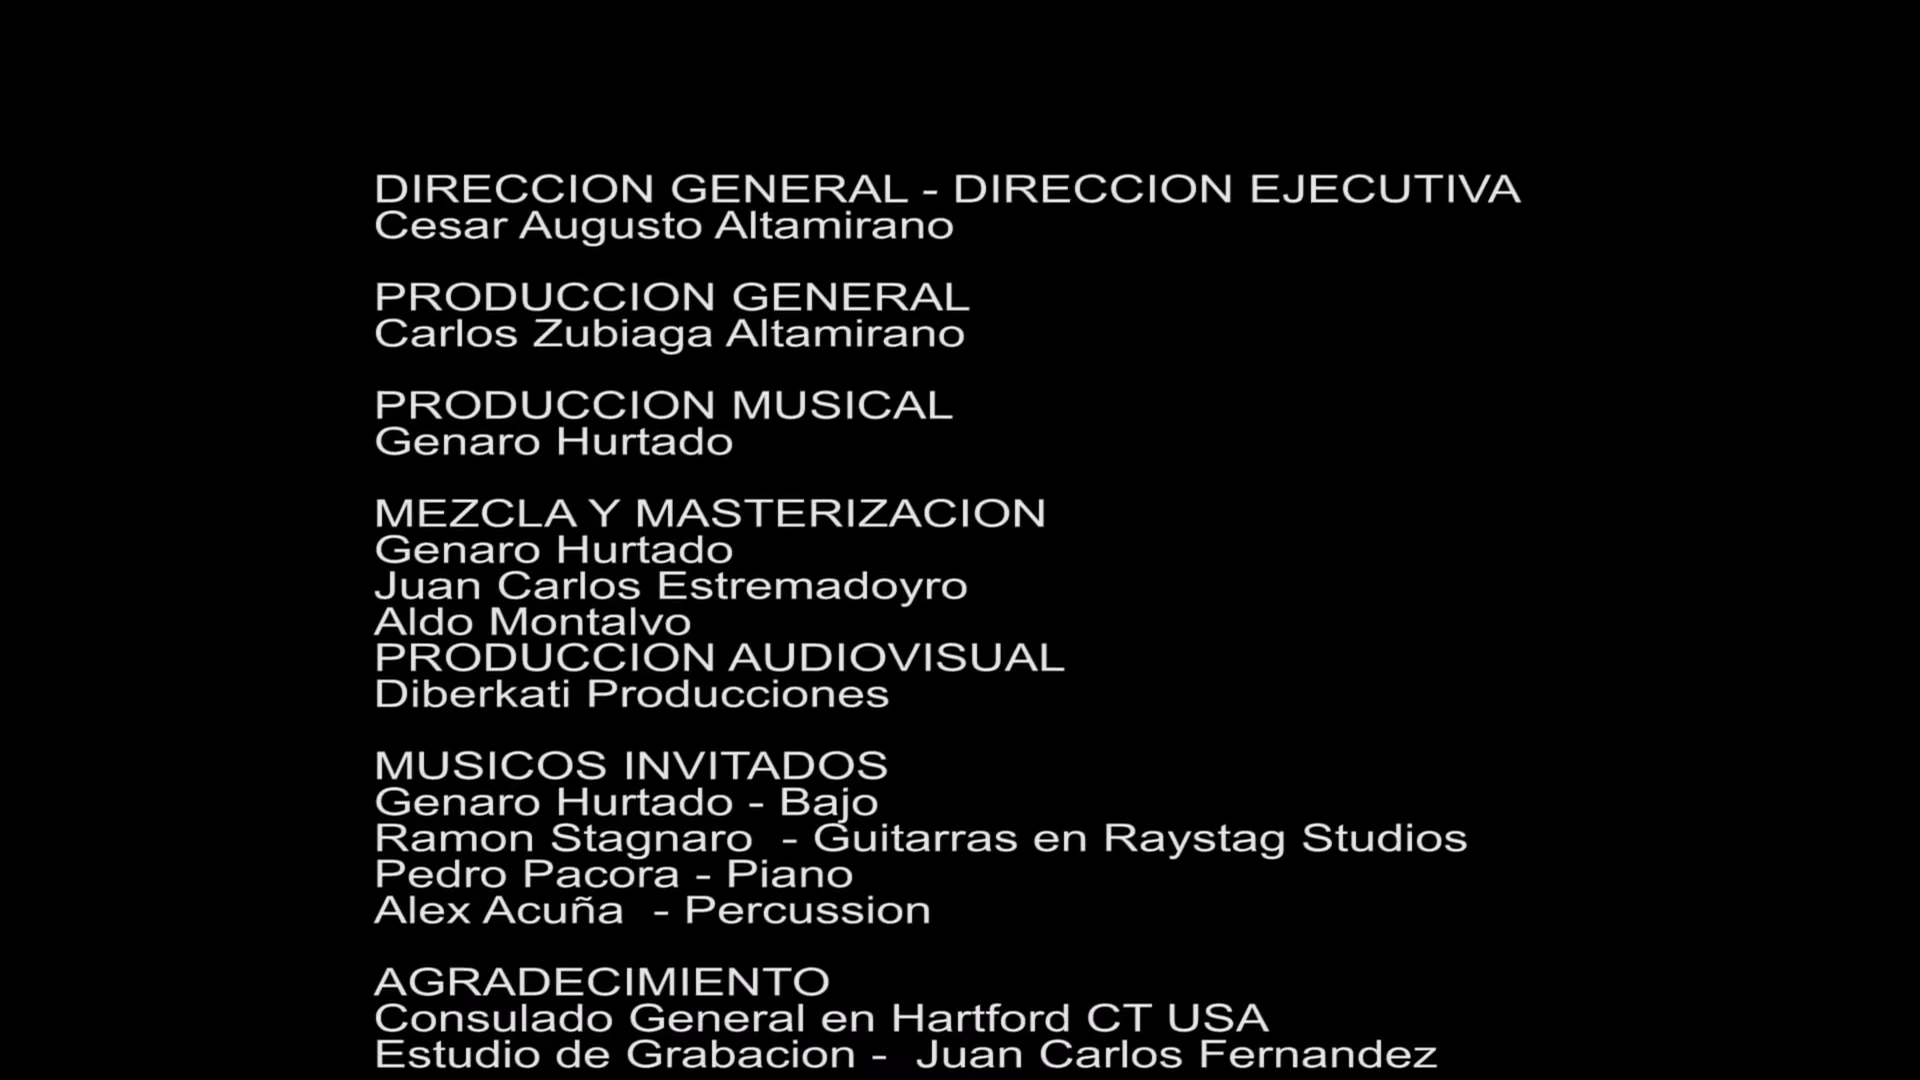 DIRECCION GENERAL - DIRECCION EJECUTIVA
Cesar Augusto Altamirano
PRODUCCION GENERAL
Carlos Zubiaga Altamirano
PRODUCCION MUSICAL
Genaro Hurtado
MEZCLA Y MASTERIZACION
Genaro Hurtado
Juan Carlos Estremadoyro
Aldo Montalvo
PRODUCCION AUDIOVISUAL
Diberkati Producciones
MUSICOS INVITADOS
Genaro Hurtado - Bajo
Ramon Stagnaro  - Guitarras en Raystag Studios
Pedro Pacora - Piano
Alex Acuña  - Percussion
AGRADECIMIENTO
Consulado General en Hartford CT USA
Estudio de Grabacion -  Juan Carlos Fernandez